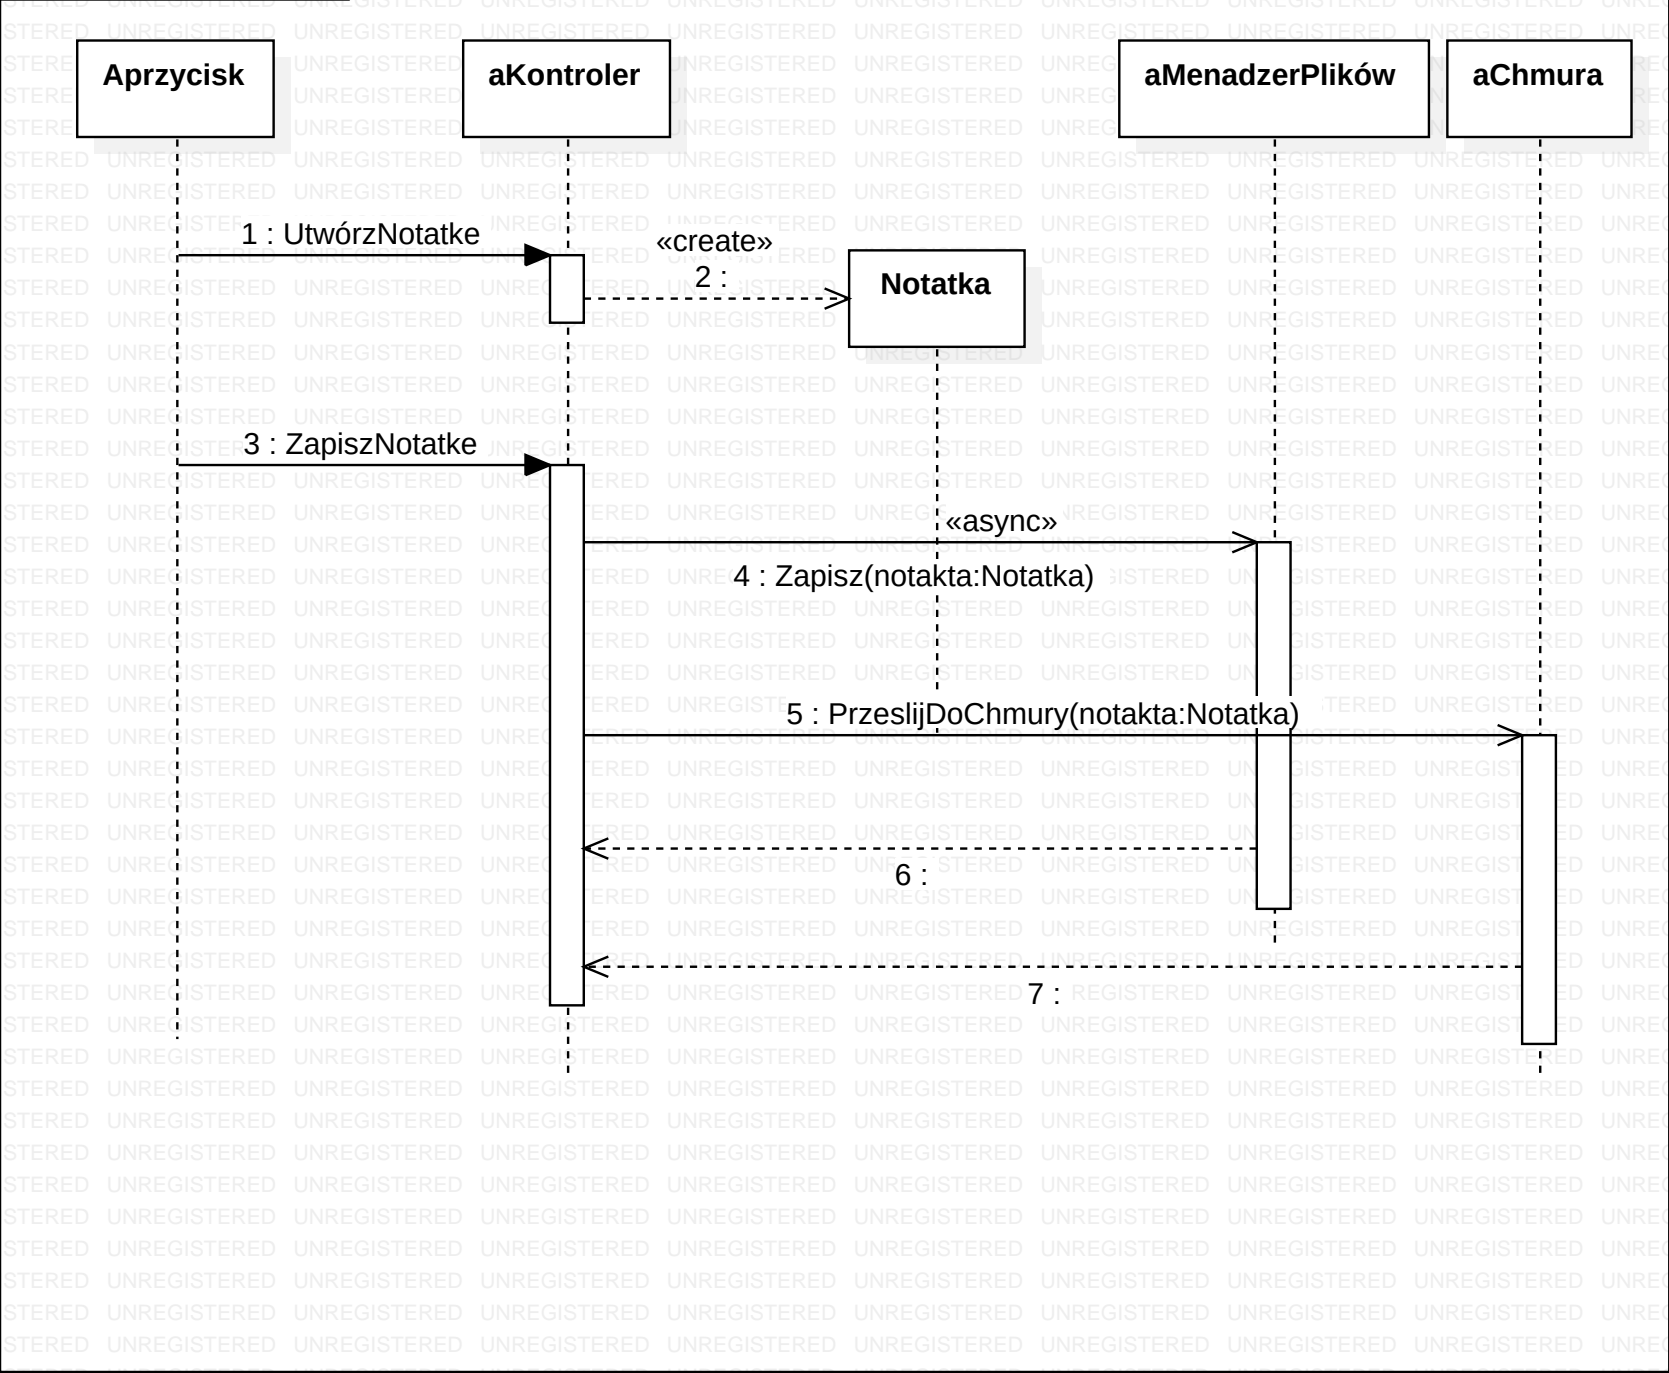 Aprzycisk
aKontroler
aMenadzerPlików
aChmura
1 : UtwórzNotatke
«create»
2 :
Notatka
3 : ZapiszNotatke
«async»
4 : Zapisz(notakta:Notatka)
5 : PrzeslijDoChmury(notakta:Notatka)
6 :
7 :
UNREGISTERED